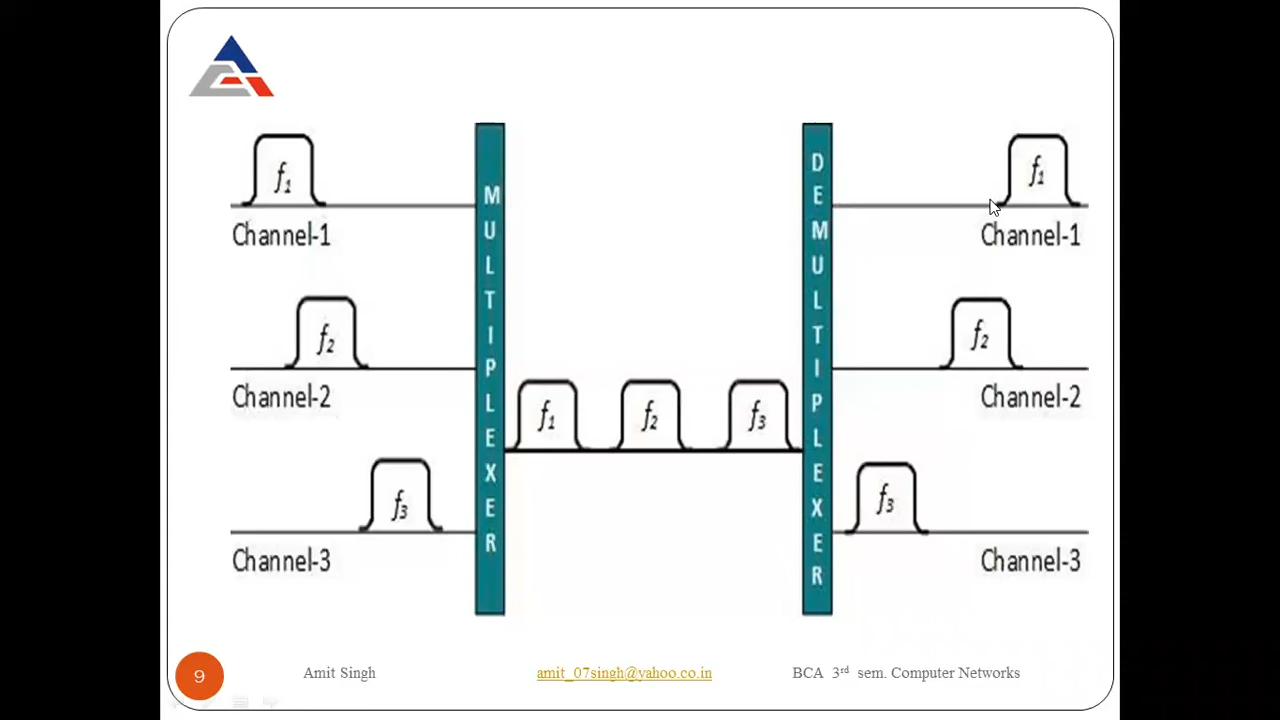 f₁
f₁
Channel-1
Channel-1
f₂
f₂
Channel-2
Channel-2
f₁
f₂
f₃
f₃
f₃
Channel-3
Channel-3
MULTIPLEXER
DEMULTIPLEXER
9
Amit Singh
amit_07singh@yahoo.co.in
BCA 3rd sem. Computer Networks